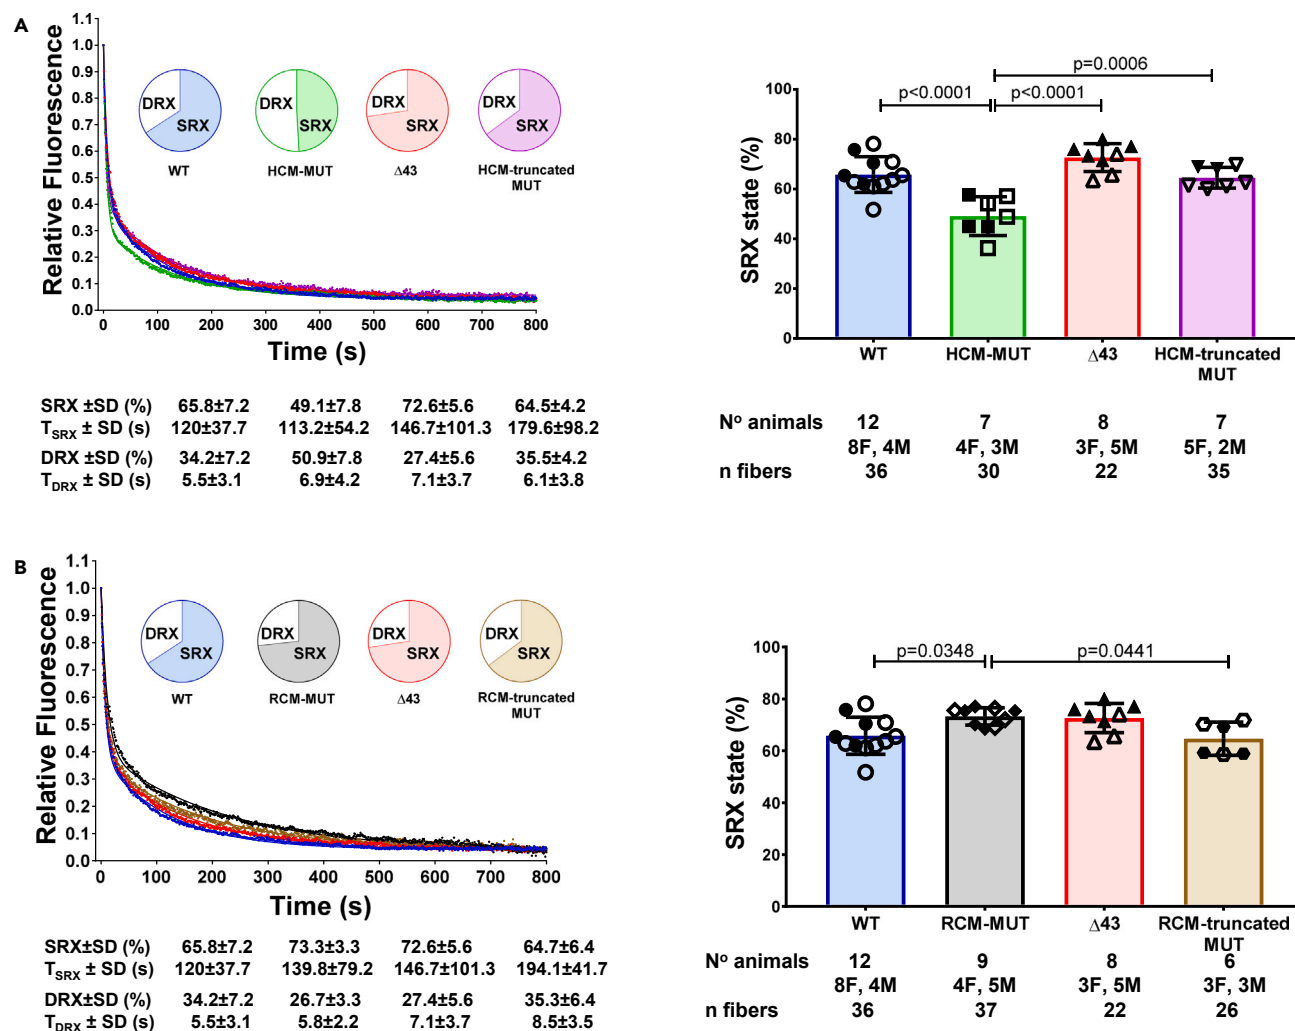 A
Relative Fluorescence
1.1
1.0
0.9
0.8
0.7
0.6
0.5
0.4
0.3
0.2
0.1
0.0
0 100 200 300 400 500 600 700 800
Time (s)
DRX SRX DRX SRX DRX SRX DRX SRX
WT HCM-MUT Δ43 HCM-truncated
MUT
SRX ±SD (%) 65.8±7.2 49.1±7.8 72.6±5.6 64.5±4.2
TSRX ± SD (s) 120±37.7 113.2±54.2 146.7±101.3 179.6±98.2
DRX ±SD (%) 34.2±7.2 50.9±7.8 27.4±5.6 35.5±4.2
TDRX ± SD (s) 5.5±3.1 6.9±4.2 7.1±3.7 6.1±3.8
SRX state (%)
100
80
60
40
20
0
p=0.0006
p<0.0001 p<0.0001
WT HCM-MUT Δ43 HCM-truncated
MUT
Nº animals 12 7 8 7
8F, 4M 4F, 3M 3F, 5M 5F, 2M
n fibers 36 30 22 35
B
Relative Fluorescence
1.1
1.0
0.9
0.8
0.7
0.6
0.5
0.4
0.3
0.2
0.1
0.0
0 100 200 300 400 500 600 700 800
Time (s)
DRX SRX DRX SRX DRX SRX DRX SRX
WT RCM-MUT Δ43 RCM-truncated
MUT
SRX±SD (%) 65.8±7.2 73.3±3.3 72.6±5.6 64.7±6.4
TSRX ± SD (s) 120±37.7 139.8±79.2 146.7±101.3 194.1±41.7
DRX±SD (%) 34.2±7.2 26.7±3.3 27.4±5.6 35.3±6.4
TDRX ± SD (s) 5.5±3.1 5.8±2.2 7.1±3.7 8.5±3.5
SRX state (%)
100
80
60
40
20
0
p=0.0348 p=0.0441
WT RCM-MUT Δ43 RCM-truncated
MUT
Nº animals 12 9 8 6
8F, 4M 4F, 5M 3F, 5M 3F, 3M
n fibers 36 37 22 26